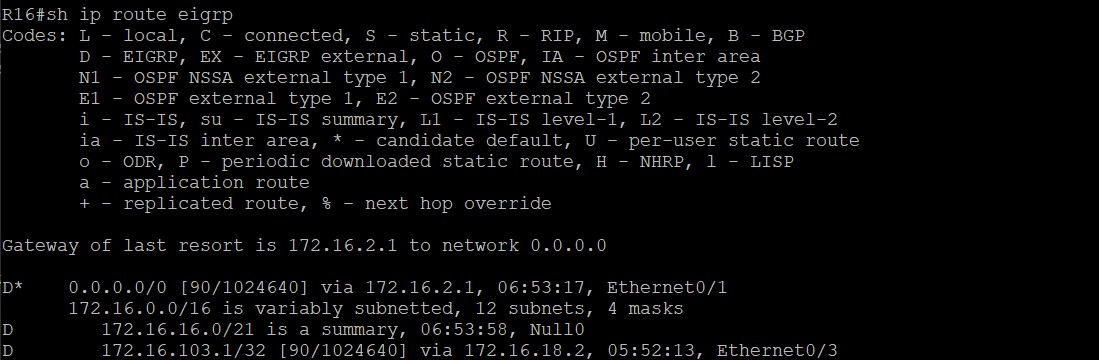 R16#sh ip route eigrp
Codes: L - local, C - connected, S - static, R - RIP, M - mobile, B - BGP
       D - EIGRP, EX - EIGRP external, O - OSPF, IA - OSPF inter area
       N1 - OSPF NSSA external type 1, N2 - OSPF NSSA external type 2
       E1 - OSPF external type 1, E2 - OSPF external type 2
       i - IS-IS, su - IS-IS summary, L1 - IS-IS level-1, L2 - IS-IS level-2
       ia - IS-IS inter area, * - candidate default, U - per-user static route
       o - ODR, P - periodic downloaded static route, H - NHRP, l - LISP
       a - application route
       + - replicated route, % - next hop override

Gateway of last resort is 172.16.2.1 to network 0.0.0.0

D*    0.0.0.0/0 [90/1024640] via 172.16.2.1, 06:53:17, Ethernet0/1
      172.16.0.0/16 is variably subnetted, 12 subnets, 4 masks
D        172.16.16.0/21 is a summary, 06:53:58, Null0
D        172.16.103.1/32 [90/1024640] via 172.16.18.2, 05:52:13, Ethernet0/3